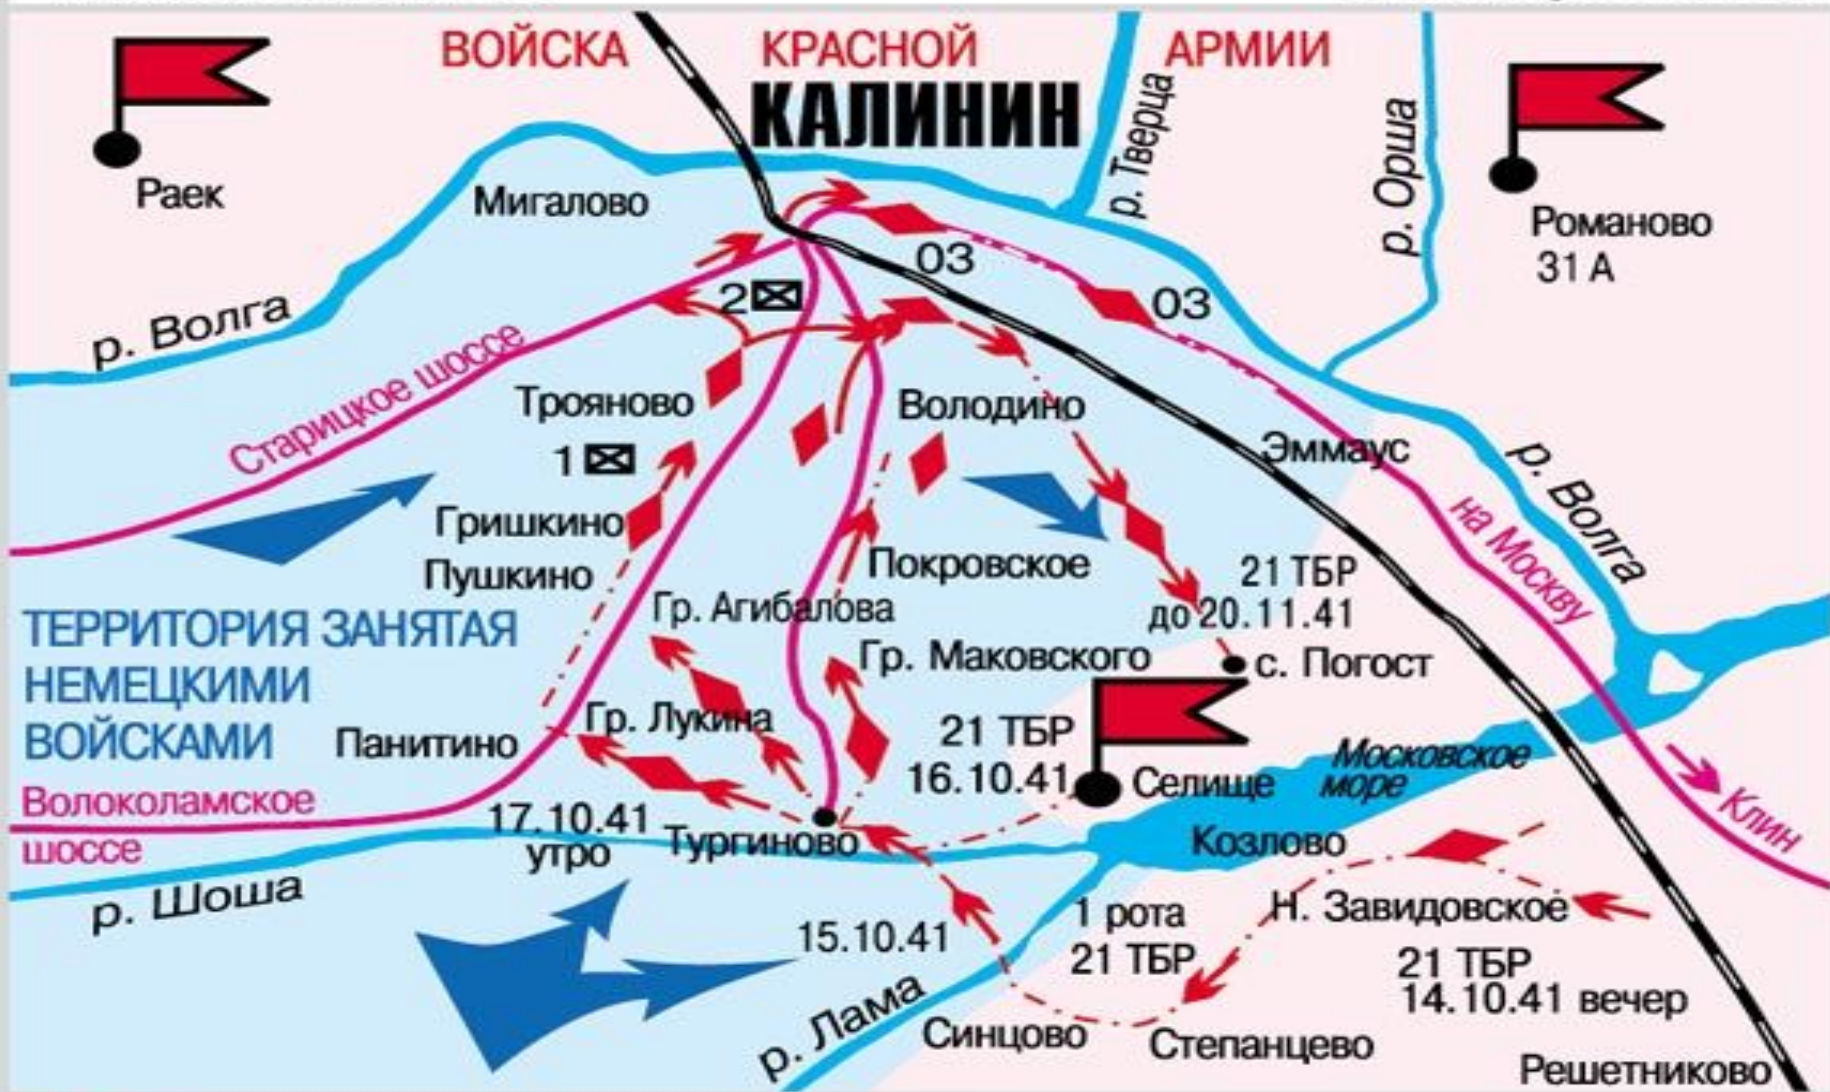 ВОЙСКА КРАСНОЙ АРМИИ
КАЛИНИН
Раек
Мигалово
р. Тверца
р. Орша
Романово
31 А
р. Волга
Старицкое шоссе
2
03
03
Трояново
1
Володино
Эммаус
р. Волга
на Москву
Гришкино
Пушкино
Покровское
21 ТБР
до 20.11.41
с. Погост
Гр. Агибалова
Гр. Маковского
ТЕРРИТОРИЯ ЗАНЯТАЯ
НЕМЕЦКИМИ
ВОЙСКАМИ
Панитино
Гр. Лукина
21 ТБР
16.10.41
Селище
Московское
море
Клин
Волоколамское
шоссе
17.10.41
утро
Тургиново
Козлово
р. Шоша
15.10.41
1 рота
21 ТБР
Н. Завидовское
21 ТБР
14.10.41 вечер
р. Лама
Синцово
Степанцево
Решетниково